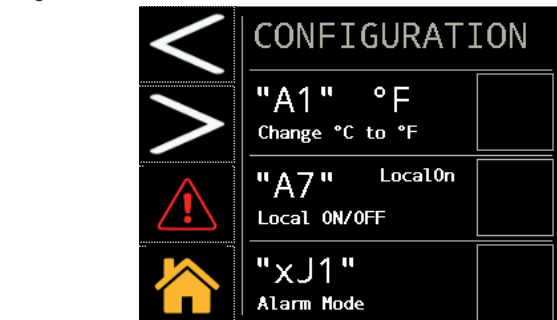 CONFIGURATION
"A1" °F
Change °C to °F
"A7" LocalOn
Local ON/OFF
"xJ1"
Alarm Mode